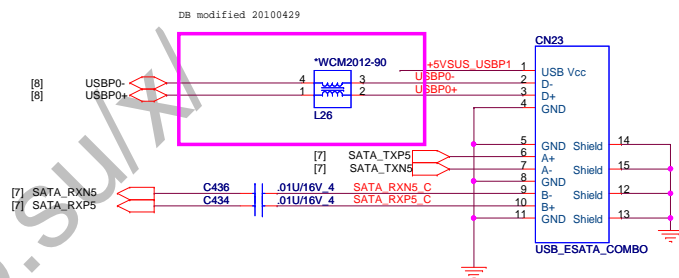 DB modified 20100429
CN23
*WCM2012-90
+5VSUS_USBP1 1 USB Vcc
[8] USBP0- 4 3 USBP0- 2 D-
[8] USBP0+ 1 2 USBP0+ 3 D+
4 GND
L26
5 GND Shield 14
[7] SATA_TXP5 6 A+
[7] SATA_TXN5 7 A- Shield 15
8 GND
[7] SATA_RXN5 C436 .01U/16V_4 SATA_RXN5_C 9 B- Shield 12
[7] SATA_RXP5 C434 .01U/16V_4 SATA_RXP5_C 10 B+
11 GND Shield 13
USB_ESATA_COMBO
.su/x/